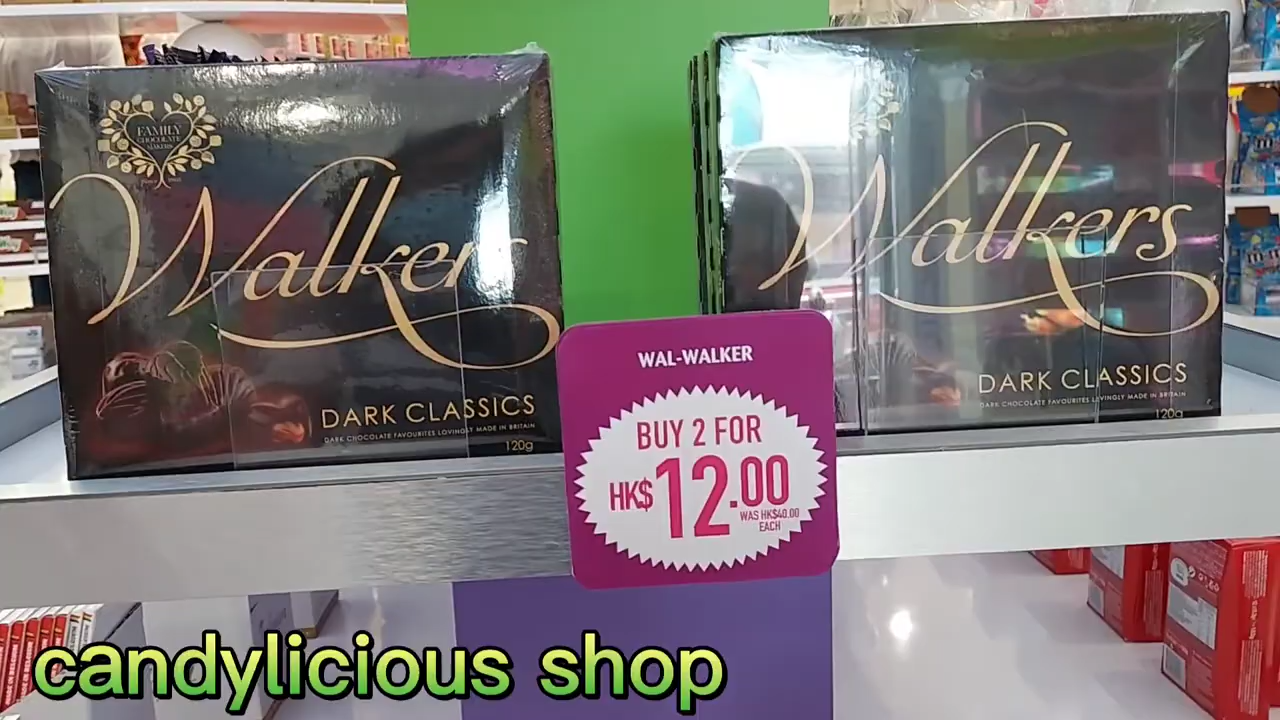 FAMILY
CHOCOLATE
MAKERS
Walkers
DARK CLASSICS
DARK CHOCOLATE FAVOURITES LOVINGLY MADE IN BRITAIN
120g
Walkers
DARK CLASSICS
DARK CHOCOLATE FAVOURITES LOVINGLY MADE IN BRITAIN
120g
WAL-WALKER
BUY 2 FOR
HK$12.00
WAS HK$40.00
EACH
candylicious shop